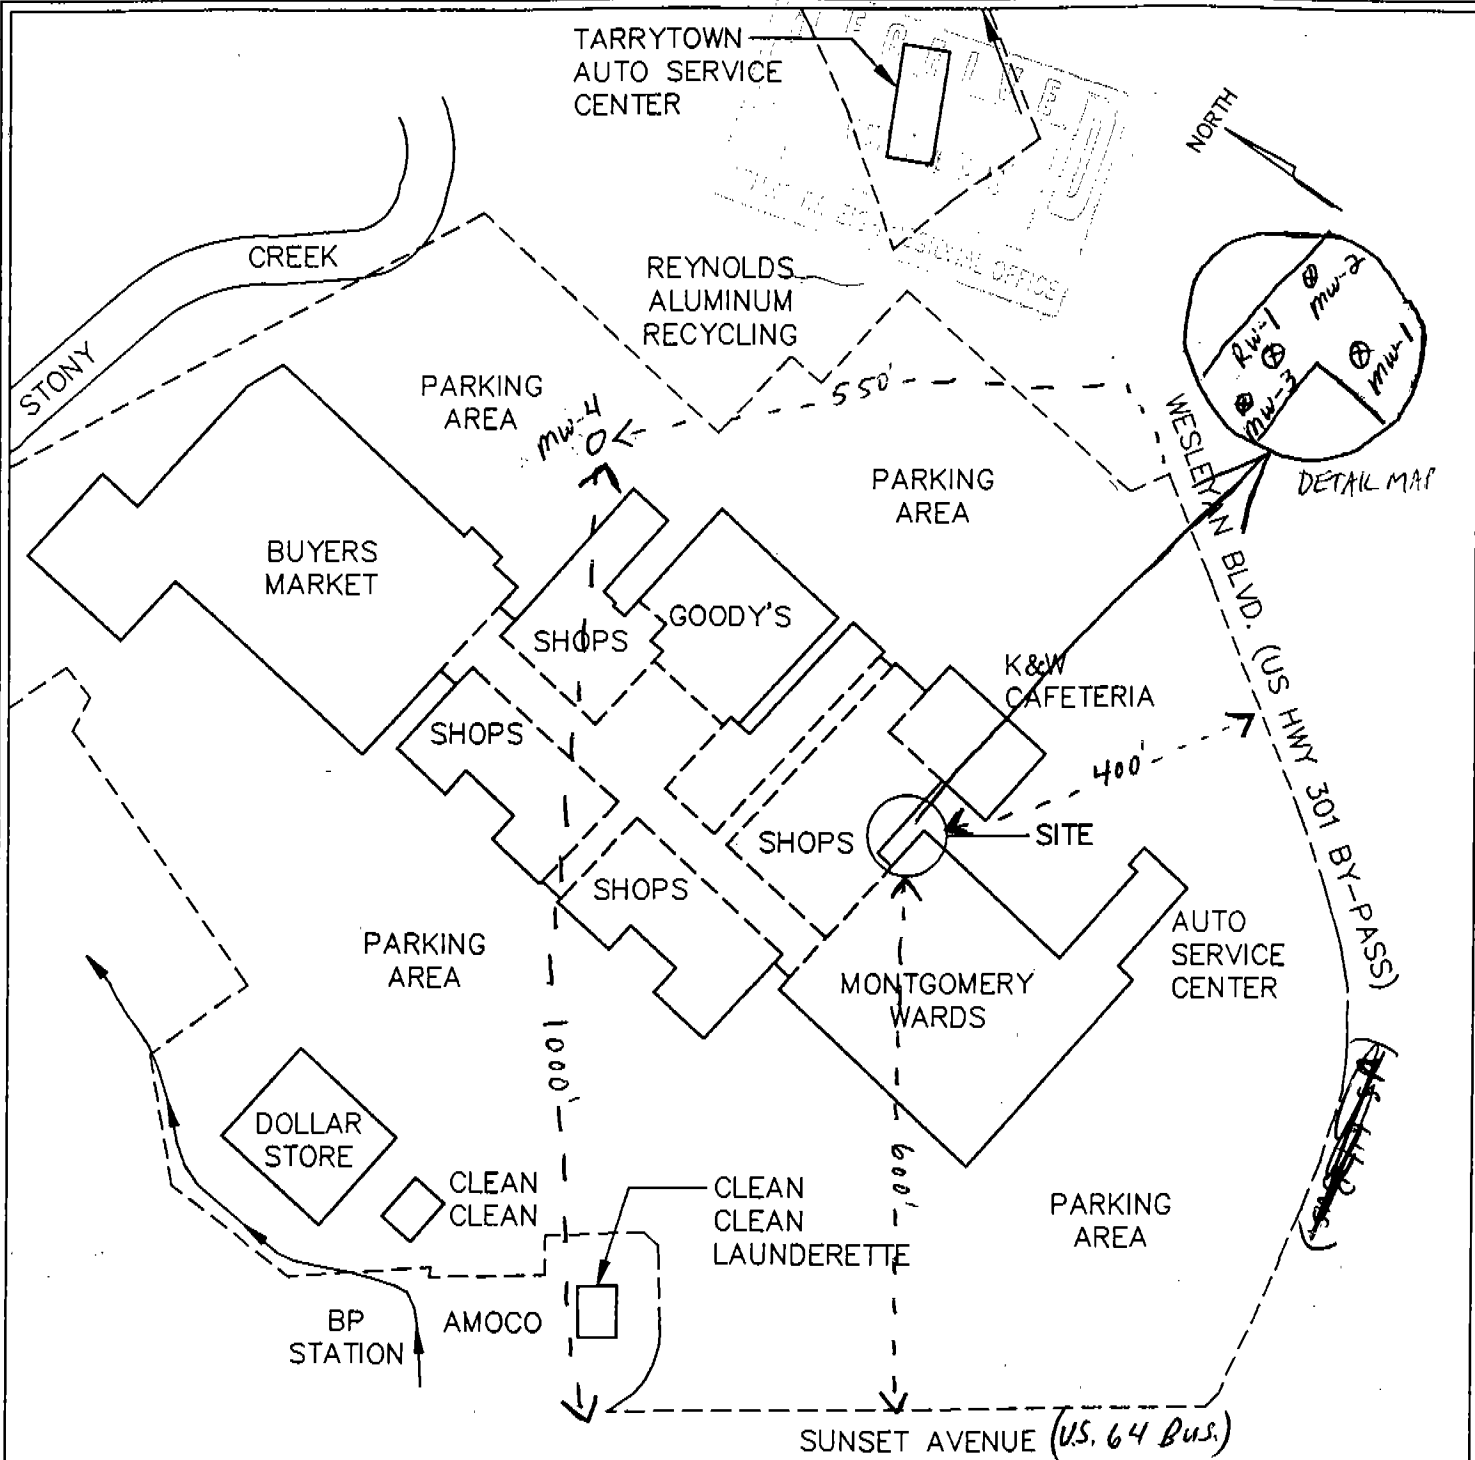 TARRYTOWN
AUTO SERVICE
CENTER
NORTH
CREEK
STONY
REYNOLDS
ALUMINUM
RECYCLING
PARKING
AREA
MW-4
550'
PARKING
AREA
RW-1
MW-2
MW-3
MW-1
DETAIL MAP
WESLEYAN BLVD. (US HWY 301 BY-PASS)
BUYERS
MARKET
SHOPS
GOODY'S
K&W
CAFETERIA
SHOPS
400'
SHOPS
SITE
SHOPS
PARKING
AREA
AUTO
SERVICE
CENTER
MONTGOMERY
WARDS
1000'
600'
DOLLAR
STORE
CLEAN
CLEAN
CLEAN
CLEAN
LAUNDERETTE
PARKING
AREA
BP
STATION
AMOCO
SUNSET AVENUE (U.S. 64 Bus.)